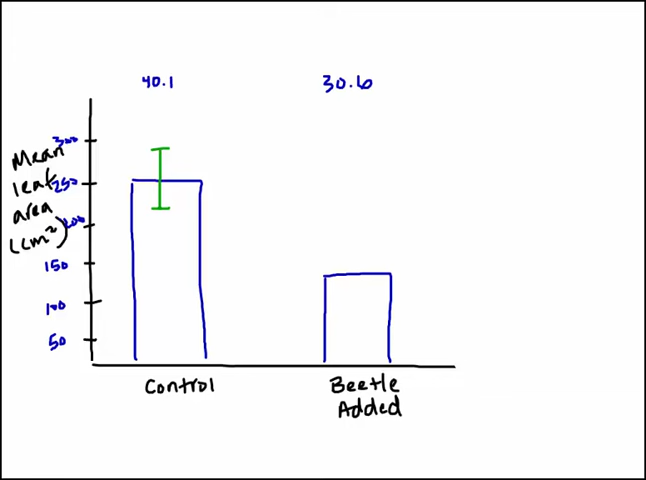 40.1
30.6
Mean
leaf
area
(cm²)
300
250
200
150
100
50
Control
Beetle
Added